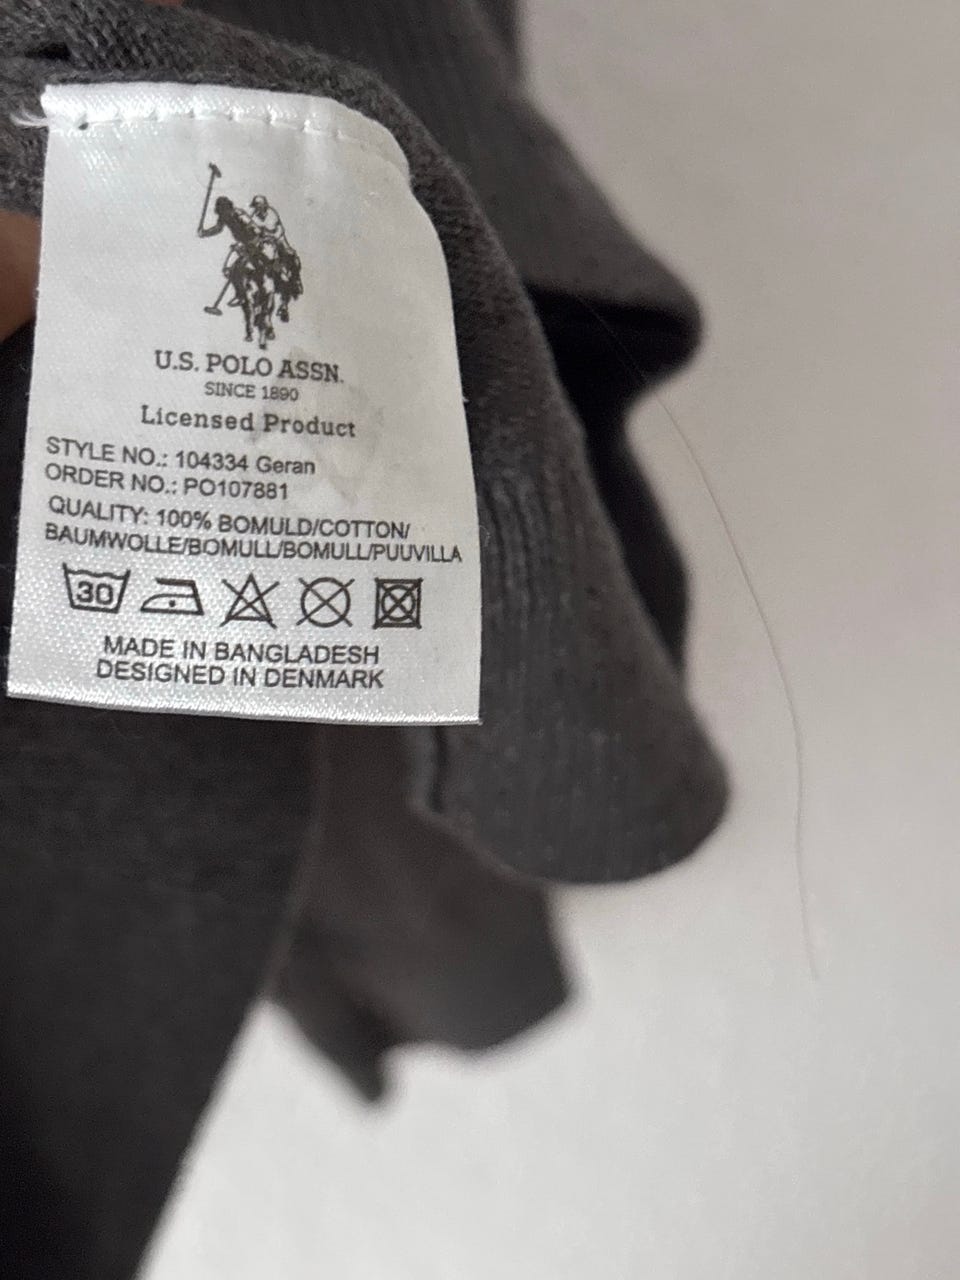 U.S. POLO ASSN.
SINCE 1890
Licensed Product
STYLE NO.: 104334 Geran
ORDER NO.: PO107881
QUALITY: 100% BOMULD/COTTON/
BAUMWOLLE/BOMULL/BOMULL/PUUVILLA
30
MADE IN BANGLADESH
DESIGNED IN DENMARK